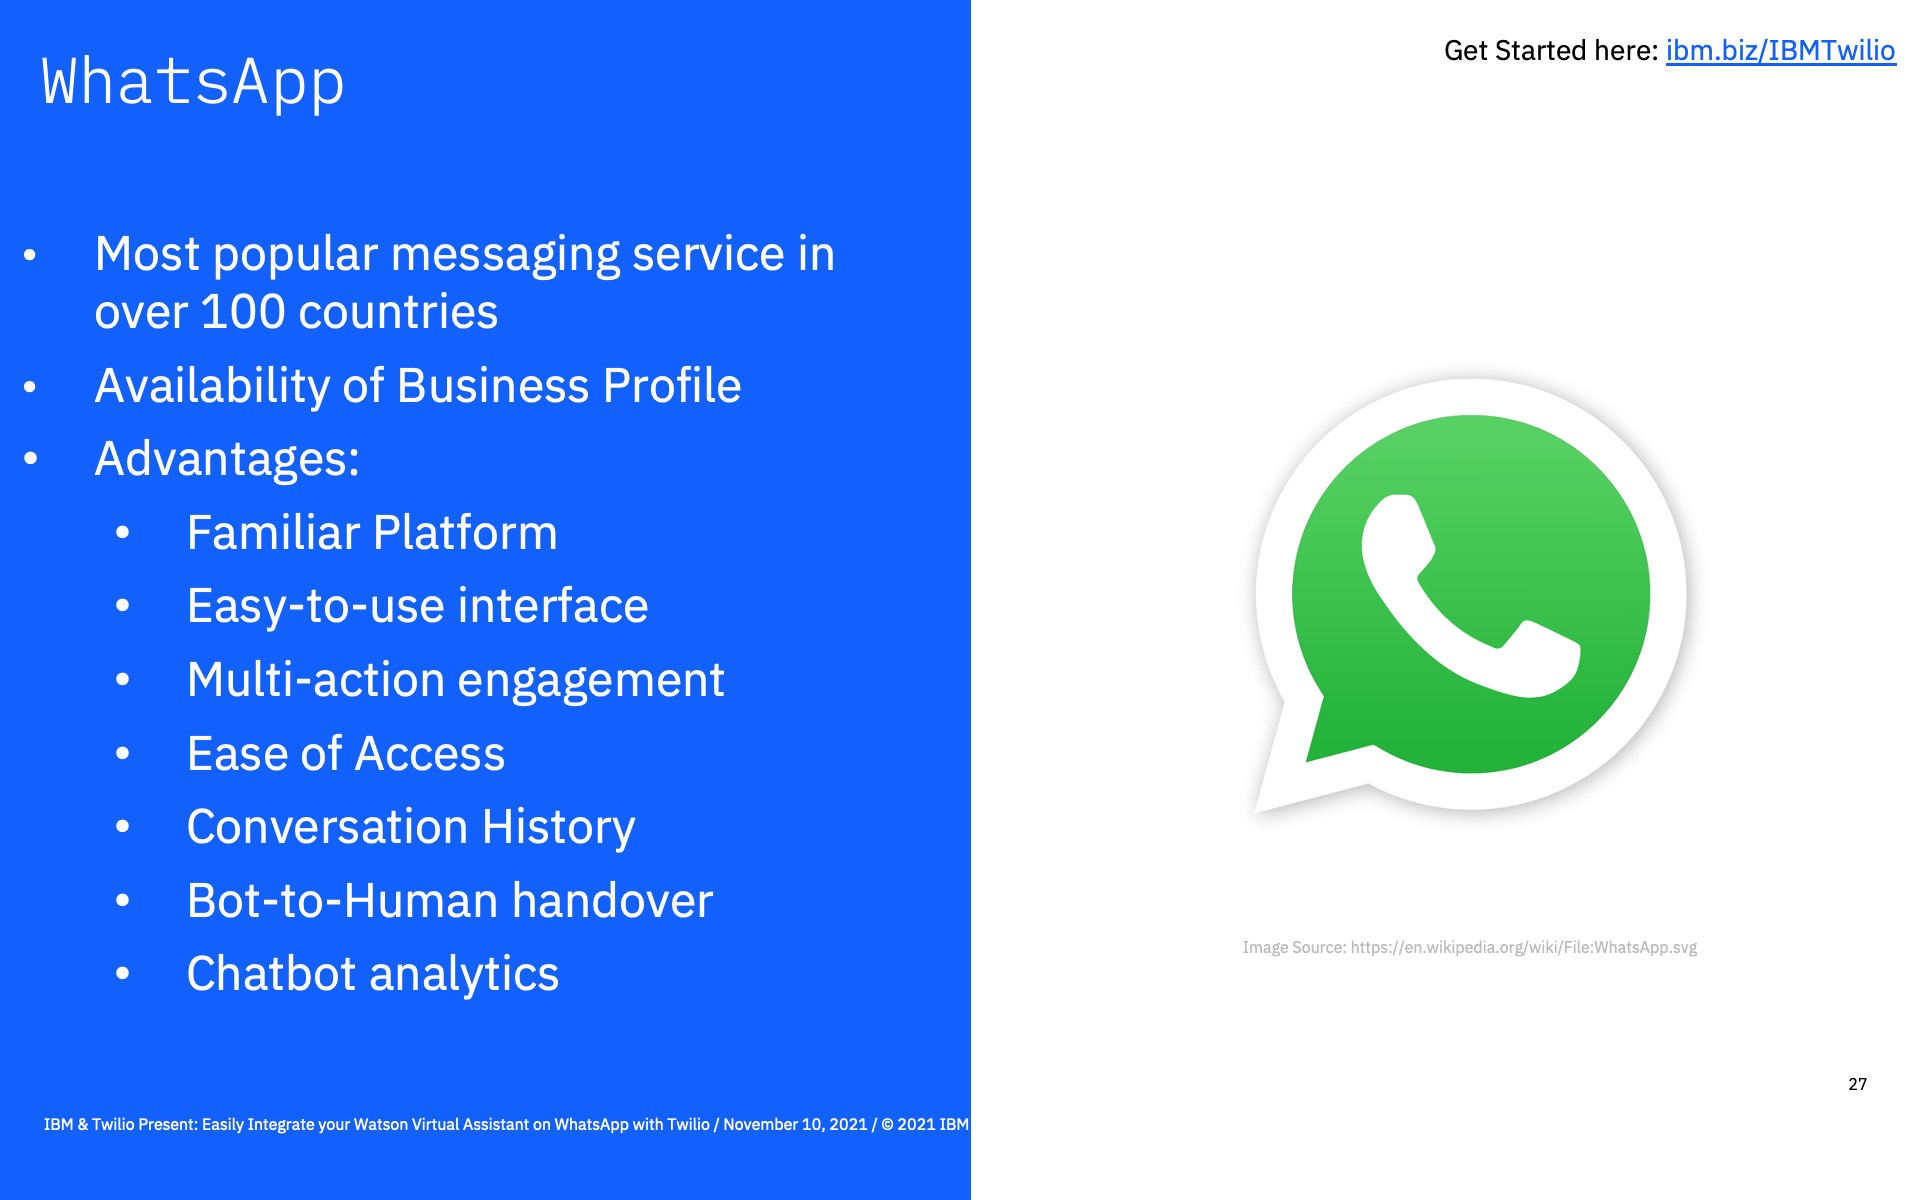 WhatsApp
Get Started here: ibm.biz/IBMTwilio
• Most popular messaging service in
over 100 countries
• Availability of Business Profile
• Advantages:
• Familiar Platform
• Easy-to-use interface
• Multi-action engagement
• Ease of Access
• Conversation History
• Bot-to-Human handover
• Chatbot analytics
Image Source: https://en.wikipedia.org/wiki/File:WhatsApp.svg
27
IBM & Twilio Present: Easily Integrate your Watson Virtual Assistant on WhatsApp with Twilio / November 10, 2021 / © 2021 IBM